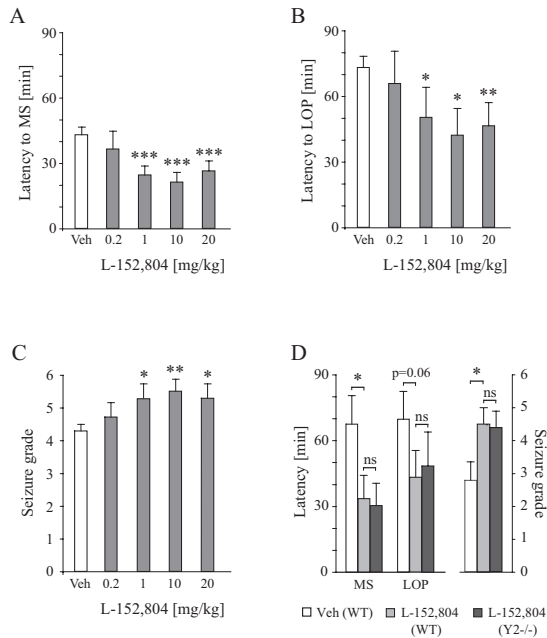 A
Latency to MS [min]
90
60
30
0
***
***
***
Veh
0.2
1
10
20
L-152,804 [mg/kg]
B
Latency to LOP [min]
90
60
30
0
*
*
**
Veh
0.2
1
10
20
L-152,804 [mg/kg]
C
Seizure grade
6
5
4
3
2
1
0
*
**
*
Veh
0.2
1
10
20
L-152,804 [mg/kg]
D
Latency [min]
90
60
30
0
*
ns
p=0.06
ns
*
ns
MS
LOP
6
5
4
3
2
1
0
Seizure grade
Veh (WT)
L-152,804
(WT)
L-152,804
(Y2-/-)